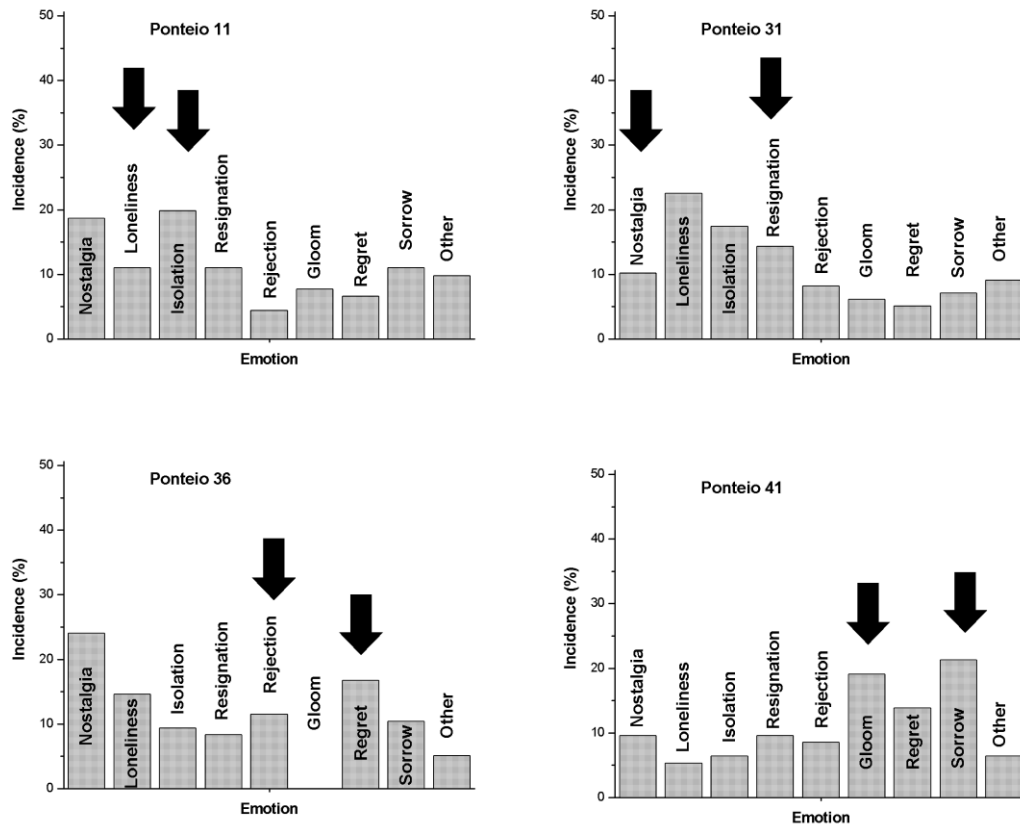 Ponteio 11
Incidence (%)
50
40
30
20
10
0
Nostalgia
Loneliness
Isolation
Resignation
Rejection
Gloom
Regret
Sorrow
Other
Emotion
Ponteio 31
Incidence (%)
50
40
30
20
10
0
Nostalgia
Loneliness
Isolation
Resignation
Rejection
Gloom
Regret
Sorrow
Other
Emotion
Ponteio 36
Incidence (%)
50
40
30
20
10
0
Nostalgia
Loneliness
Isolation
Resignation
Rejection
Gloom
Regret
Sorrow
Other
Emotion
Ponteio 41
Incidence (%)
50
40
30
20
10
0
Nostalgia
Loneliness
Isolation
Resignation
Rejection
Gloom
Regret
Sorrow
Other
Emotion